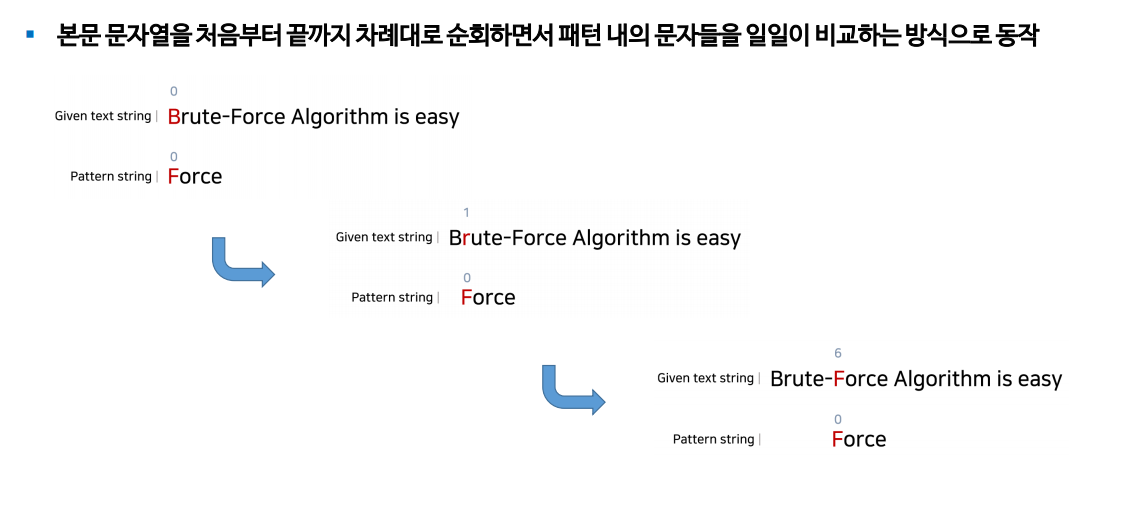 본문 문자열을 처음부터 끝까지 차례대로 순회하면서 패턴 내의 문자들을 일일이 비교하는 방식으로 동작
0
Given text string | Brute-Force Algorithm is easy
0
Pattern string | Force
1
Given text string | Brute-Force Algorithm is easy
0
Pattern string | Force
6
Given text string | Brute-Force Algorithm is easy
0
Pattern string | Force